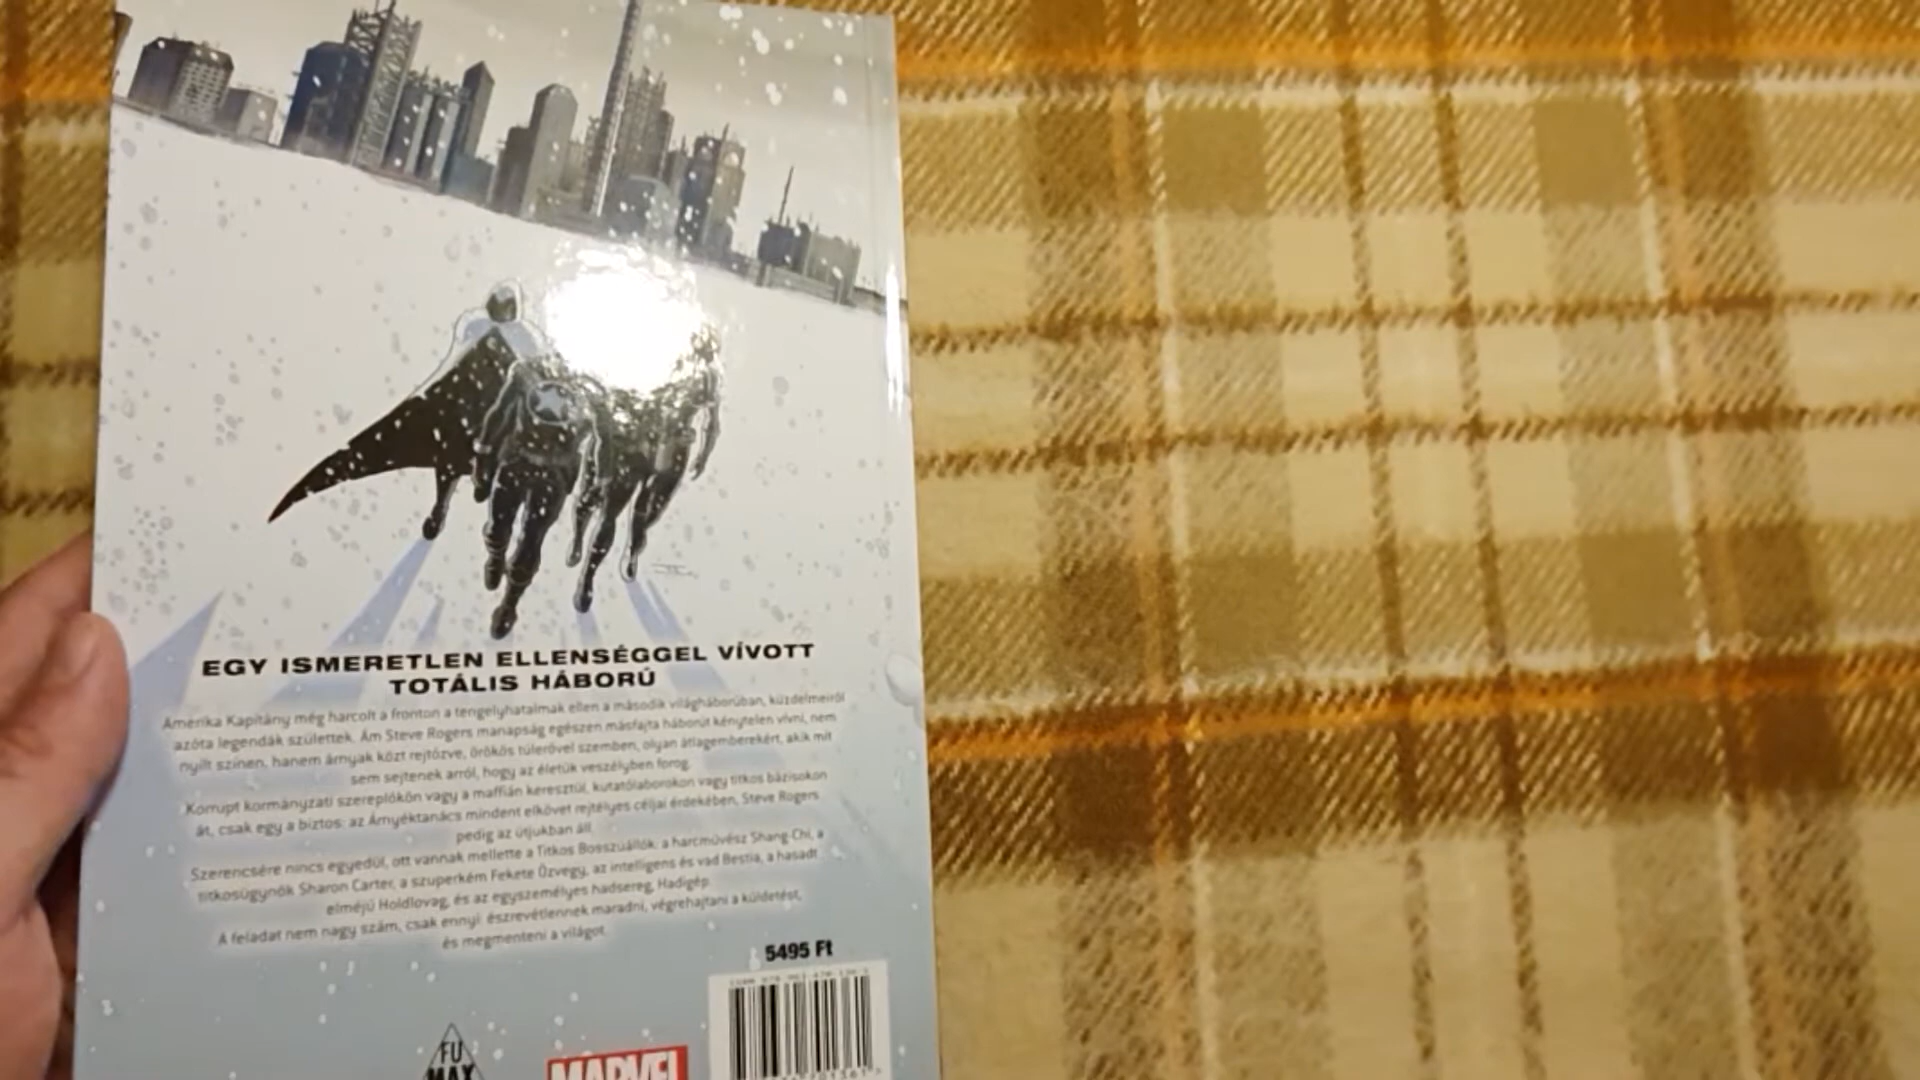 EGY ISMERETLEN ELLENSÉGGEL VÍVOTT
TOTÁLIS HÁBORÚ
Amerika Kapitány még harcolt a fronton a tengelyhatalmak ellen a második világháborúban, küzdelmeiről
azóta legendák születtek. Ám Steve Rogers manapság egészen másfajta háborút kénytelen vívni, nem
nyílt színen, hanem árnyak közt rejtőzve, örökös túlerővel szemben, olyan átlagemberekért, akik mit
sem sejtenek arról, hogy az életük veszélyben forog.
Korrupt kormányzati szereplőkön vagy a maffián keresztül, kutatólaborokon vagy titkos bázisokon
át, csak egy a biztos: az Árnyéktanács mindent elkövet rejtélyes céljai érdekében, Steve Rogers
pedig az útjukban áll.
Szerencsére nincs egyedül, ott vannak mellette a Titkos Bosszúállók: a harcművész Shang-Chi, a
titkosügynök Sharon Carter, a szuperkém Fekete Özvegy, az intelligens és vad Bestia, a hasadt
elméjű Holdlovag, és az egyszemélyes hadsereg, Hadigép.
A feladat nem nagy szám, csak ennyi: észrevétlennek maradni, végrehajtani a küldetést,
és megmenteni a világot.
5495 Ft
FU
MAX
MARVEL